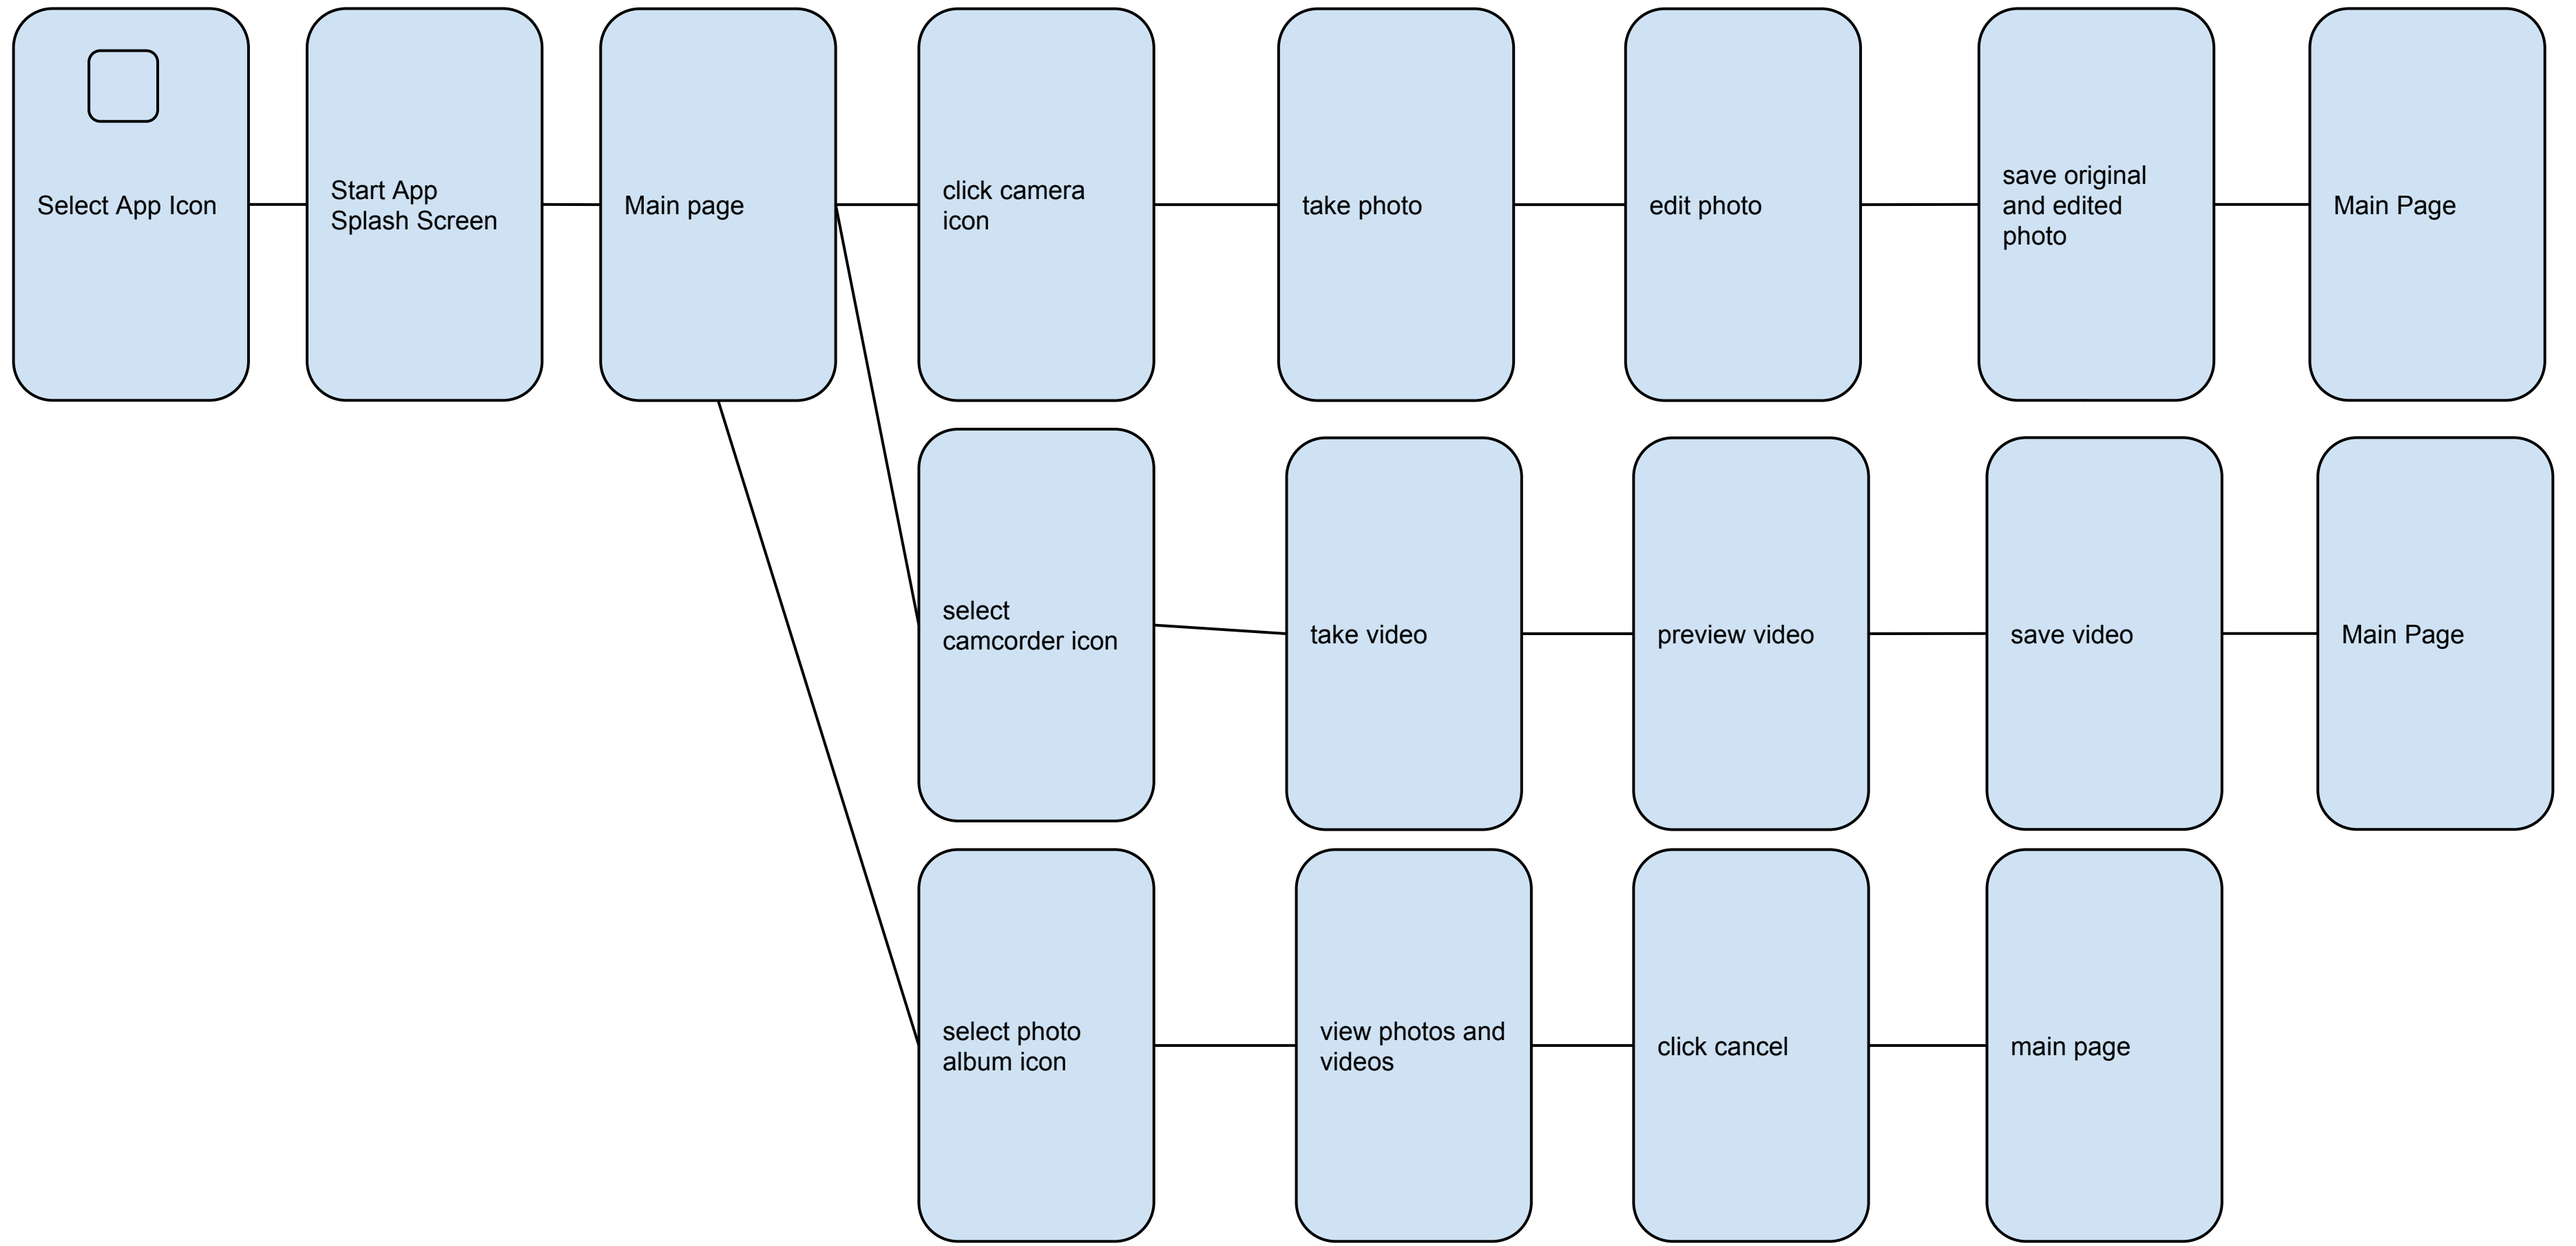 Select App Icon
Start App
Splash Screen
Main page
click camera
icon
take photo
edit photo
save original
and edited
photo
Main Page
select
camcorder icon
take video
preview video
save video
Main Page
select photo
album icon
view photos and
videos
click cancel
main page